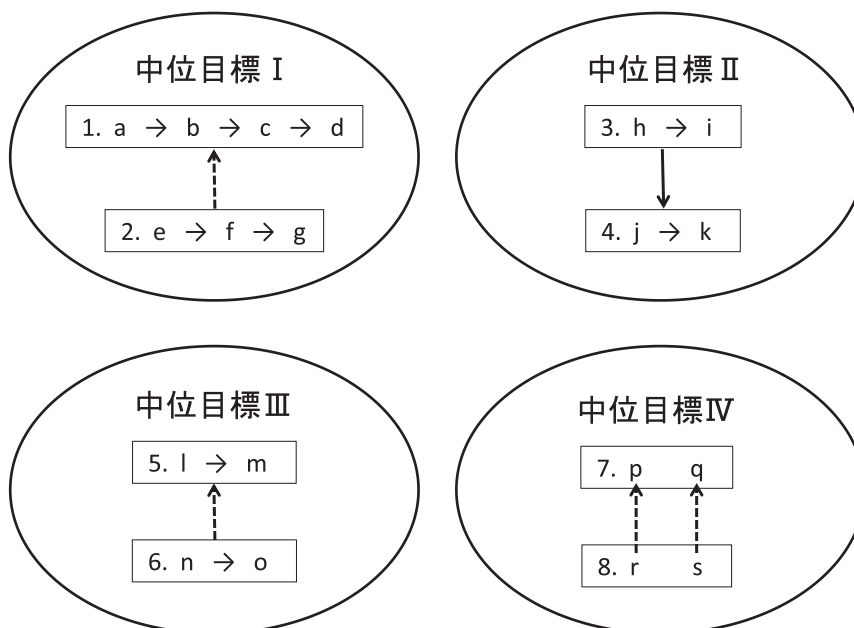 中位目標Ⅰ
1. a → b → c → d
2. e → f → g
中位目標Ⅱ
3. h → i
4. j → k
中位目標Ⅲ
5. l → m
6. n → o
中位目標Ⅳ
7. p q
8. r s